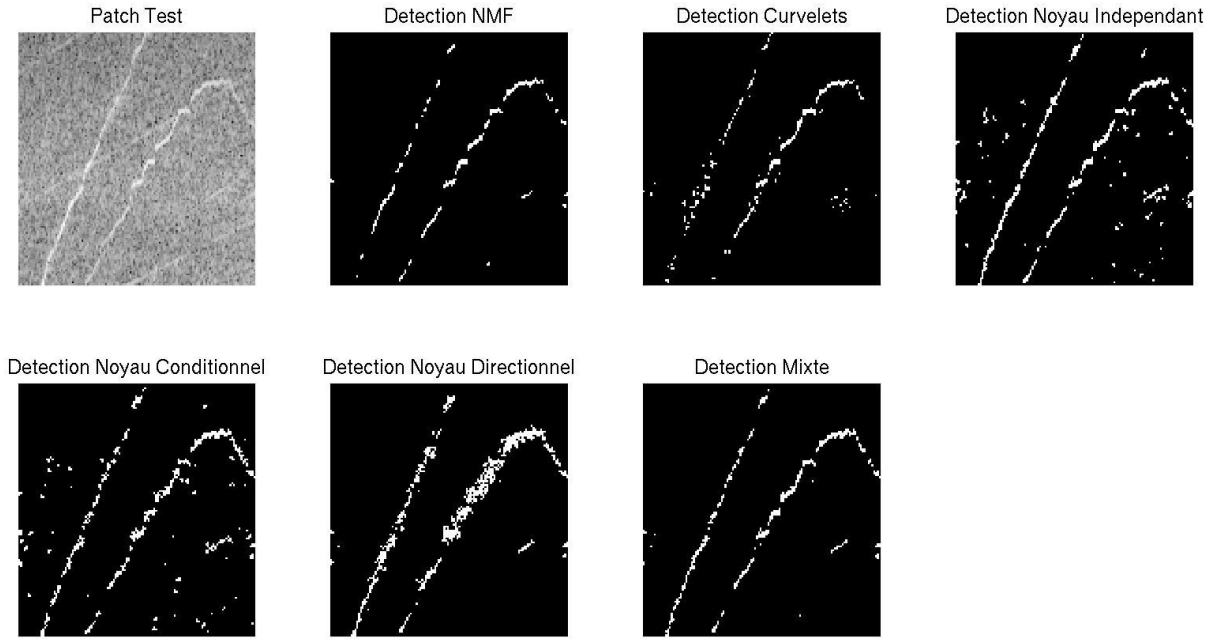 Patch Test
Detection NMF
Detection Curvelets
Detection Noyau Independant
Detection Noyau Conditionnel
Detection Noyau Directionnel
Detection Mixte